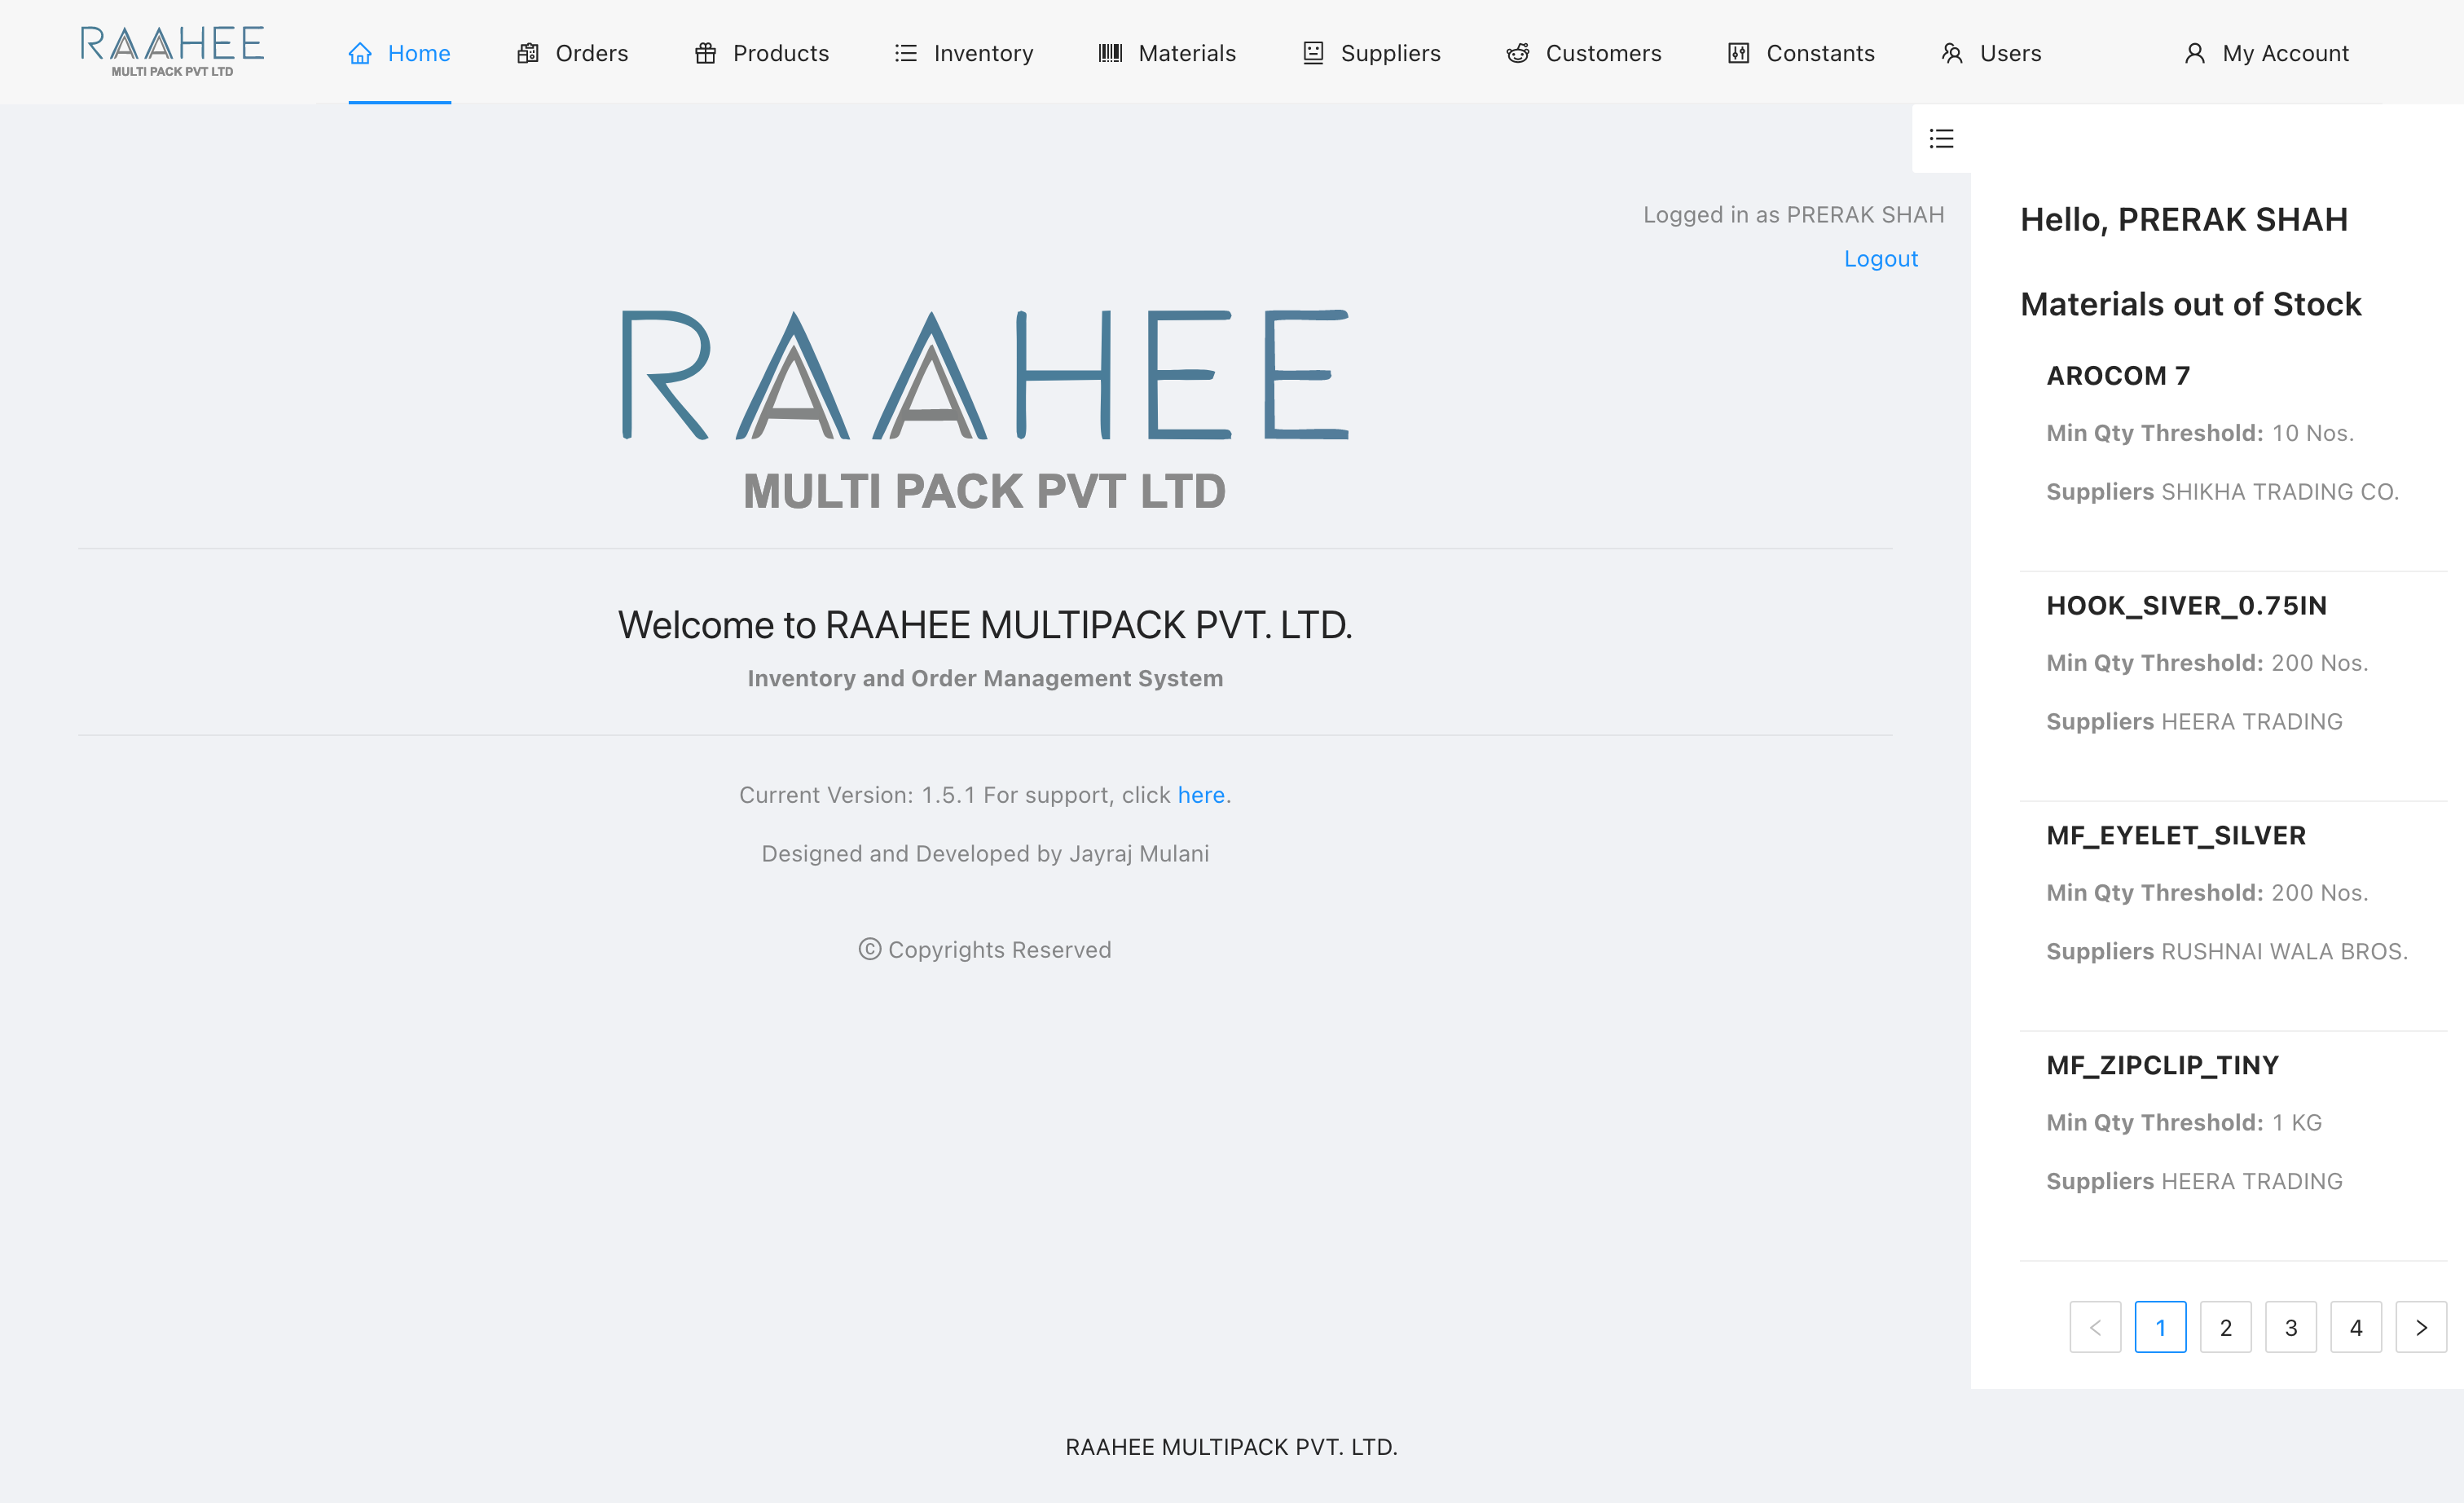 RAAHEE
MULTI PACK PVT LTD
Home
Orders
Products
Inventory
Materials
Suppliers
Customers
Constants
Users
My Account
Logged in as PRERAK SHAH
Logout
RAAHEE
MULTI PACK PVT LTD
Welcome to RAAHEE MULTIPACK PVT. LTD.
Inventory and Order Management System
Current Version: 1.5.1 For support, click here.
Designed and Developed by Jayraj Mulani
© Copyrights Reserved
Hello, PRERAK SHAH
Materials out of Stock
AROCOM 7
Min Qty Threshold: 10 Nos.
Suppliers SHIKHA TRADING CO.
HOOK_SIVER_0.75IN
Min Qty Threshold: 200 Nos.
Suppliers HEERA TRADING
MF_EYELET_SILVER
Min Qty Threshold: 200 Nos.
Suppliers RUSHNAI WALA BROS.
MF_ZIPCLIP_TINY
Min Qty Threshold: 1 KG
Suppliers HEERA TRADING
< 1 2 3 4 >
RAAHEE MULTIPACK PVT. LTD.